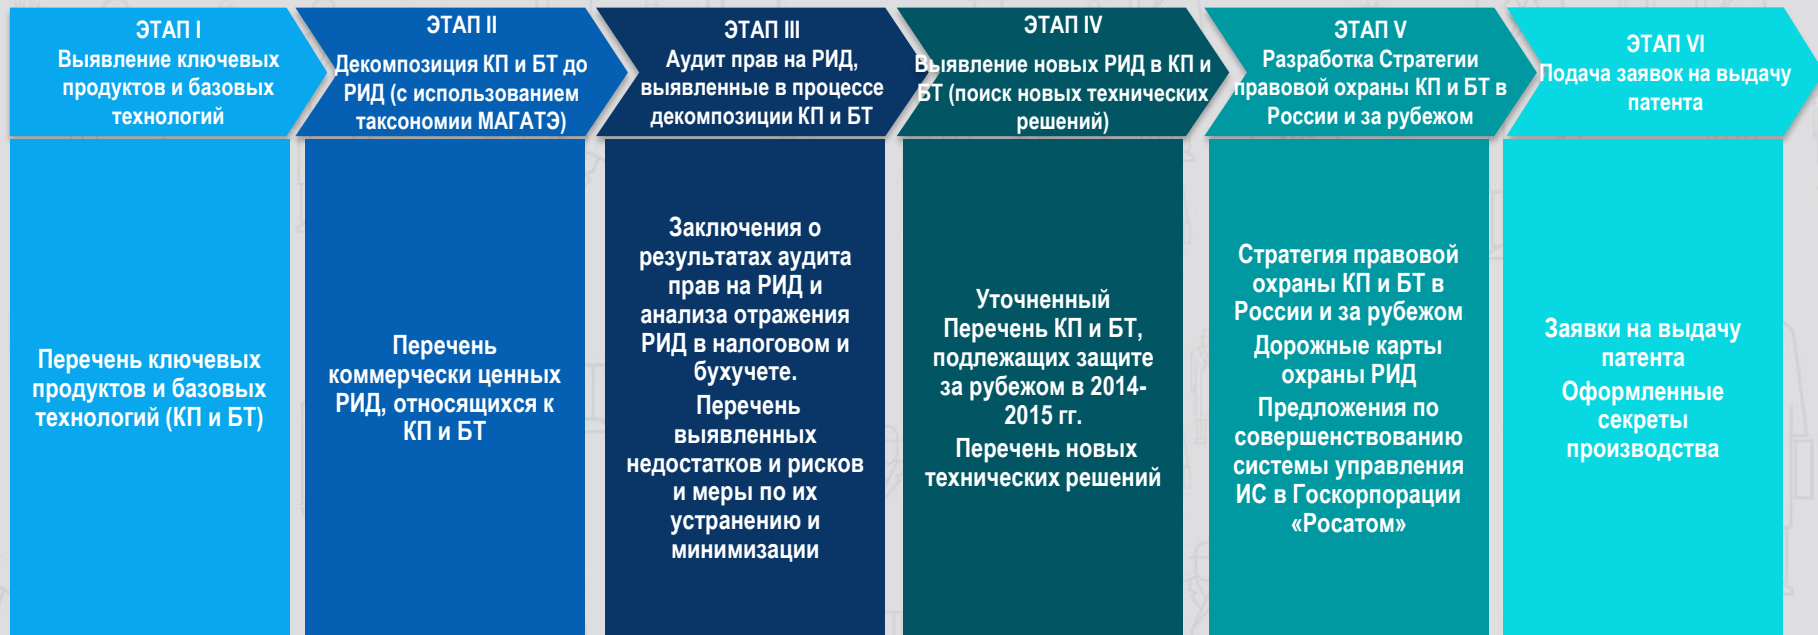 ЭТАП I
Выявление ключевых
продуктов и базовых
технологий
ЭТАП II
Декомпозиция КП и БТ до
РИД (с использованием
таксономии МАГАТЭ)
ЭТАП III
Аудит прав на РИД,
выявленные в процессе
декомпозиции КП и БТ
ЭТАП IV
Выявление новых РИД в КП и
БТ (поиск новых технических
решений)
ЭТАП V
Разработка Стратегии
правовой охраны КП и БТ в
России и за рубежом
ЭТАП VI
Подача заявок на выдачу
патента
Перечень ключевых
продуктов и базовых
технологий (КП и БТ)
Перечень
коммерчески ценных
РИД, относящихся к
КП и БТ
Заключения о
результатах аудита
прав на РИД и
анализа отражения
РИД в налоговом и
бухучете.
Перечень
выявленных
недостатков и рисков
и меры по их
устранению и
минимизации
Уточненный
Перечень КП и БТ,
подлежащих защите
за рубежом в 2014-
2015 гг.
Перечень новых
технических решений
Стратегия правовой
охраны КП и БТ в
России и за рубежом
Дорожные карты
охраны РИД
Предложения по
совершенствованию
системы управления
ИС в Госкорпорации
«Росатом»
Заявки на выдачу
патента
Оформленные
секреты
производства